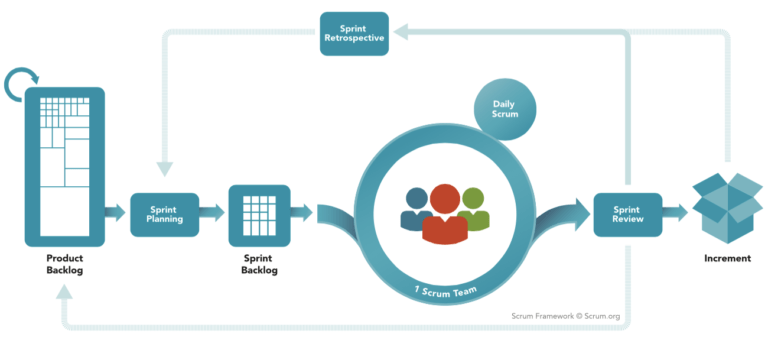 Sprint
Retrospective
Daily
Scrum
Sprint
Planning
Sprint
Review
Product
Backlog
Sprint
Backlog
1 Scrum Team
Increment
Scrum Framework © Scrum.org